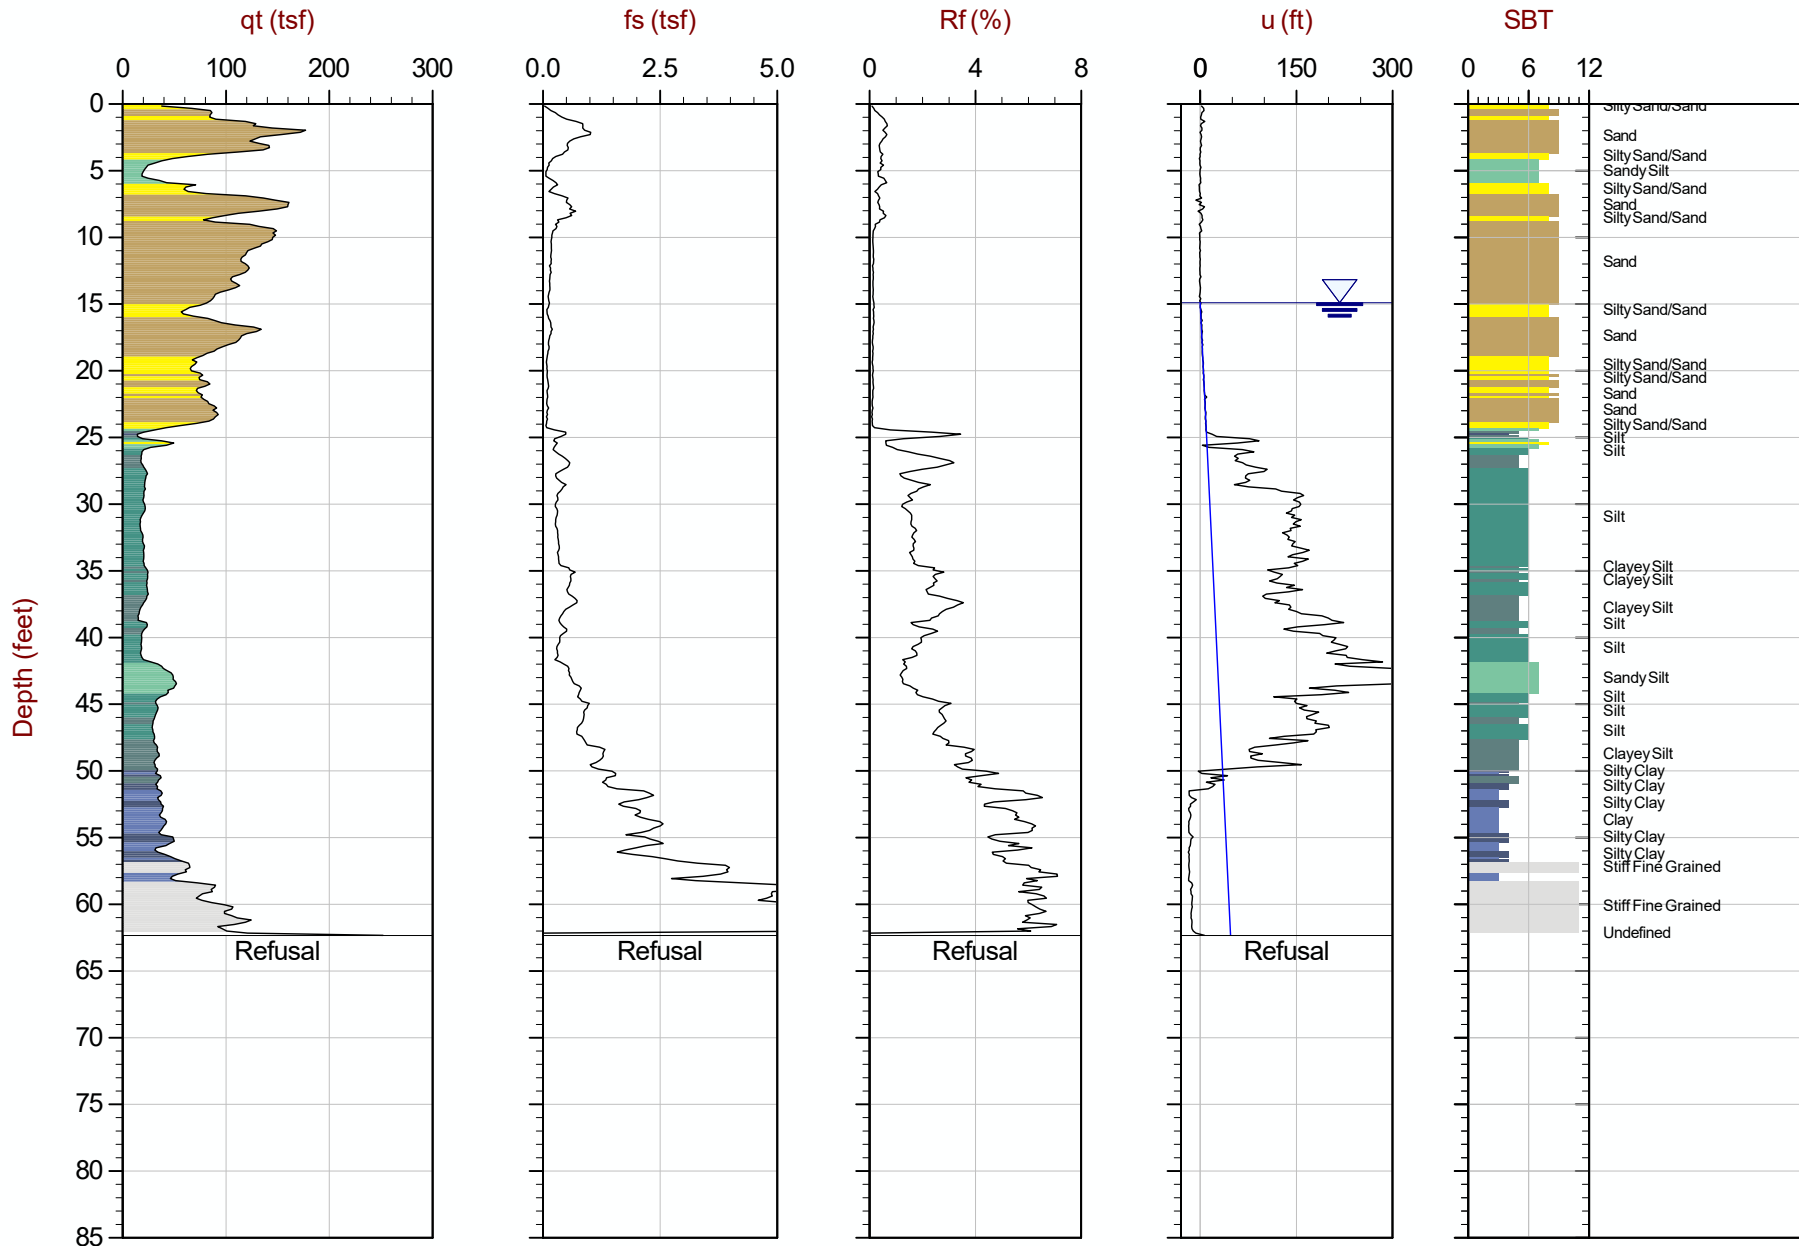 qt (tsf)
fs (tsf)
Rf (%)
u (ft)
SBT
0 100 200 300
0.0 2.5 5.0
0 4 8
0 150 300
0 6 12
Depth (feet)
0
5
10
15
20
25
30
35
40
45
50
55
60
65
70
75
80
85
Refusal
Refusal
Refusal
Refusal
Silty Sand/Sand
Sand
Silty Sand/Sand
Sandy Silt
Silty Sand/Sand
Sand
Silty Sand/Sand
Sand
Silty Sand/Sand
Sand
Silty Sand/Sand
Silty Sand/Sand
Sand
Sand
Silty Sand/Sand
Silt
Silt
Silt
Clayey Silt
Clayey Silt
Clayey Silt
Silt
Silt
Sandy Silt
Silt
Silt
Silt
Clayey Silt
Silty Clay
Silty Clay
Silty Clay
Clay
Silty Clay
Silty Clay
Stiff Fine Grained
Stiff Fine Grained
Undefined